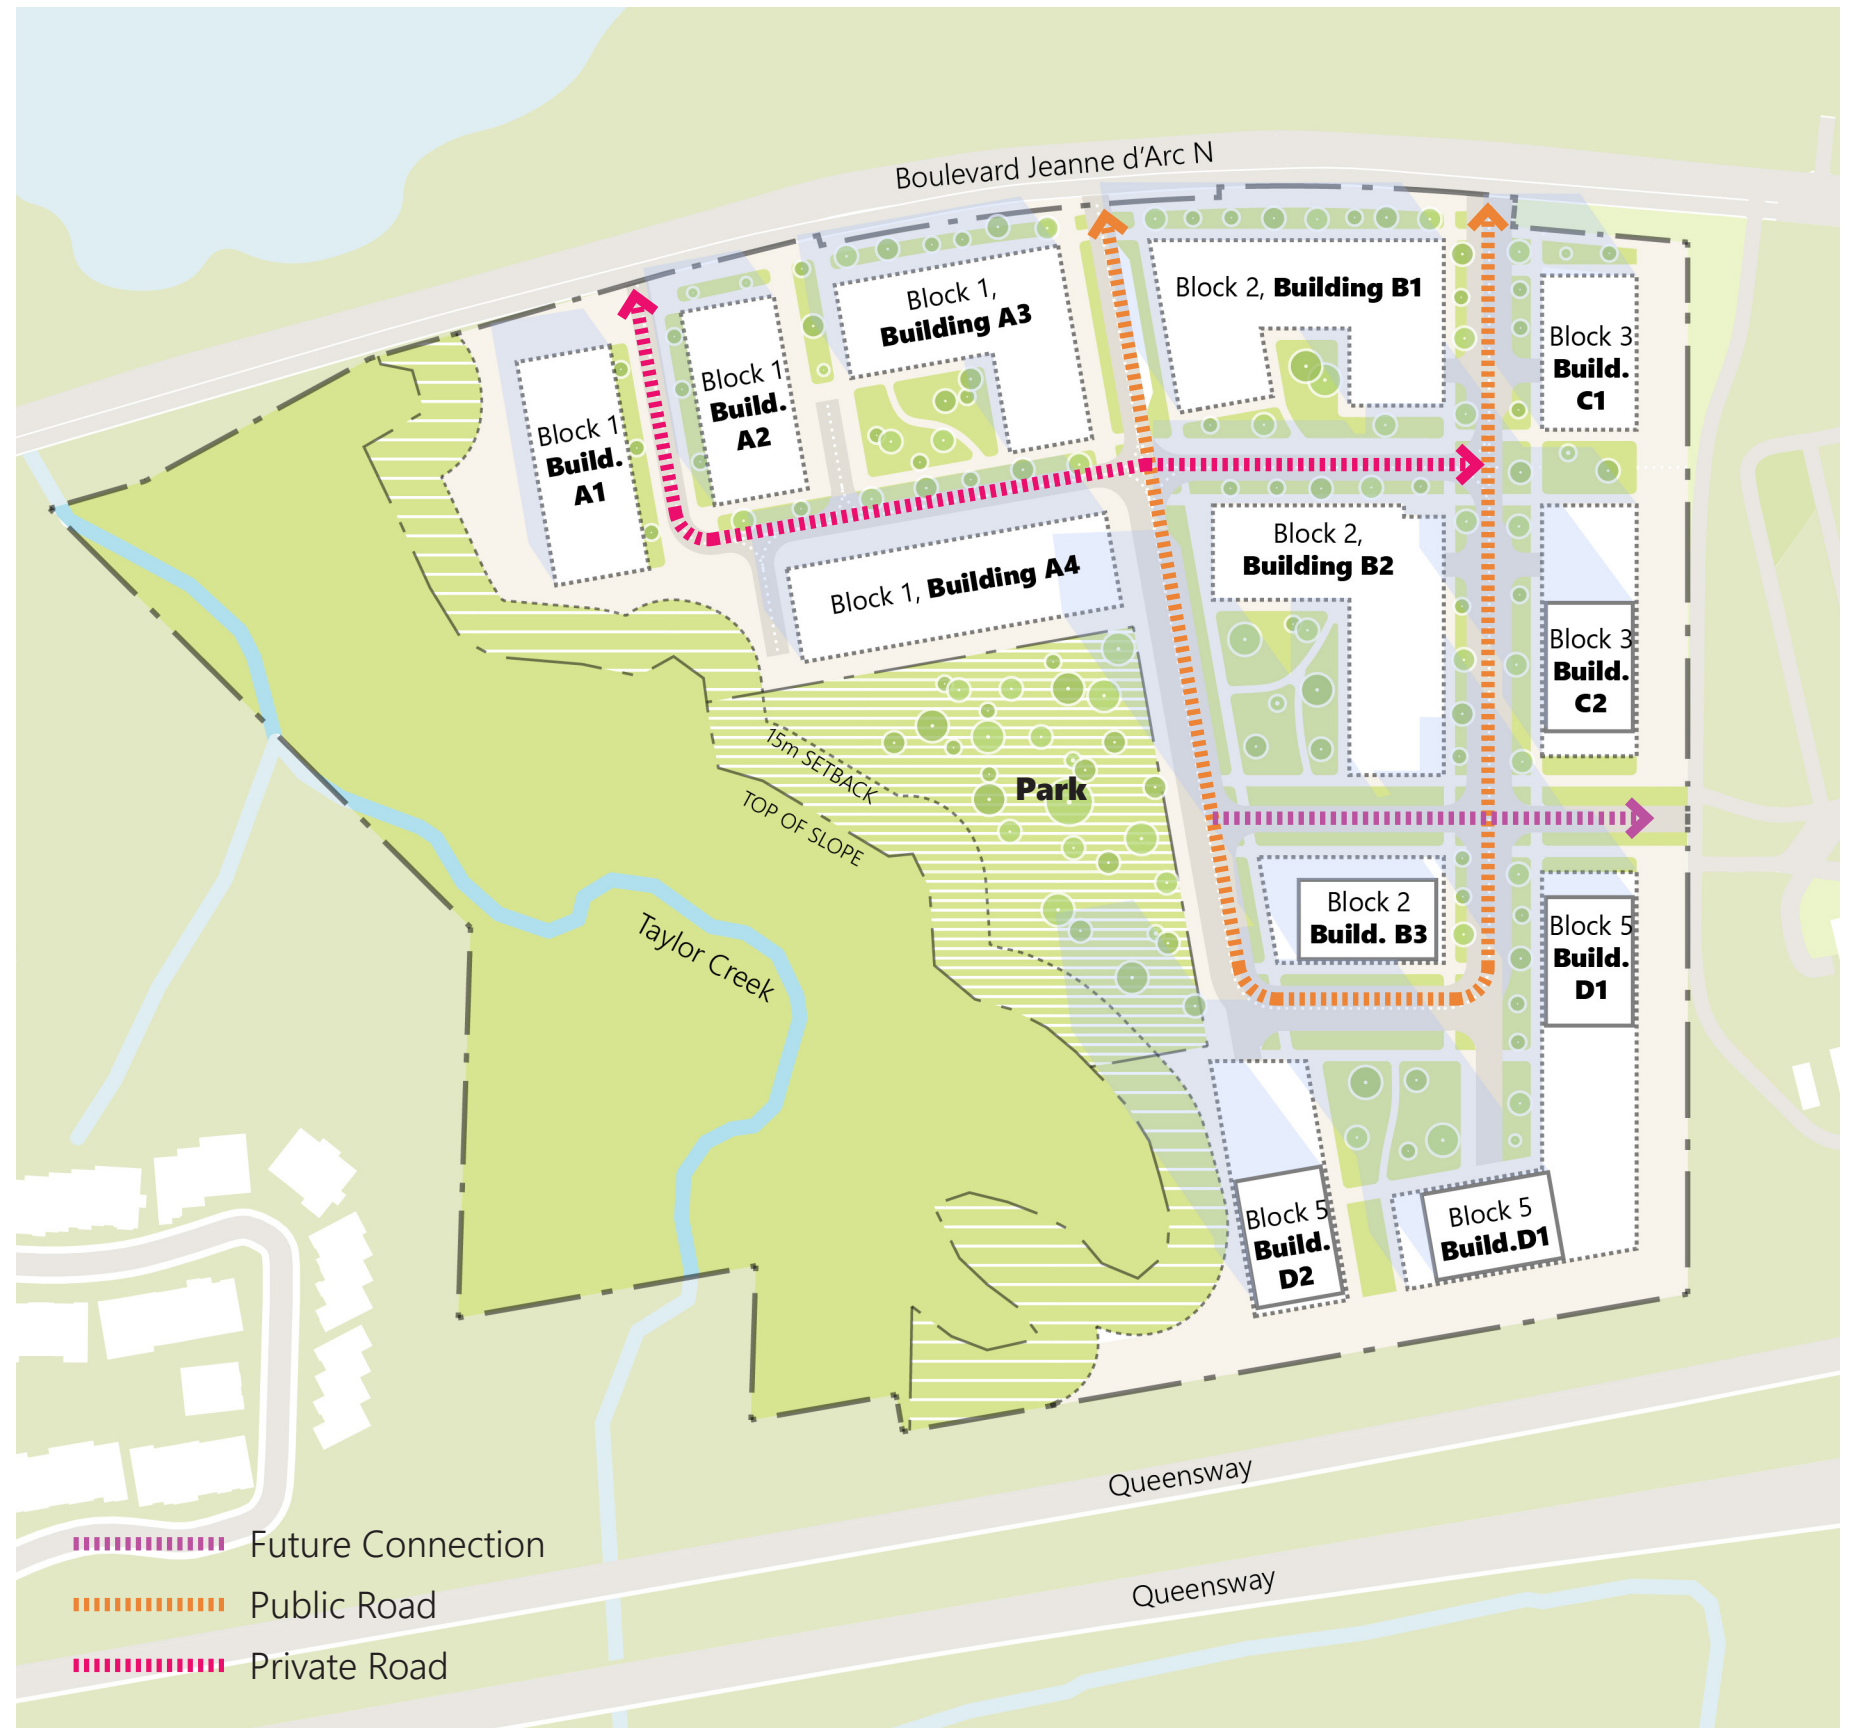 Boulevard Jeanne d'Arc N
Block 1,
Building A3
Block 2, Building B1
Block 3
Build.
C1
Block 1
Build.
A2
Block 1
Build.
A1
Block 2,
Building B2
Block 1, Building A4
Block 3
Build.
C2
15m SETBACK
TOP OF SLOPE
Park
Block 2
Build. B3
Block 5
Build.
D1
Taylor Creek
Block 5
Build.
D2
Block 5
Build.D1
Queensway
Queensway
Future Connection
Public Road
Private Road